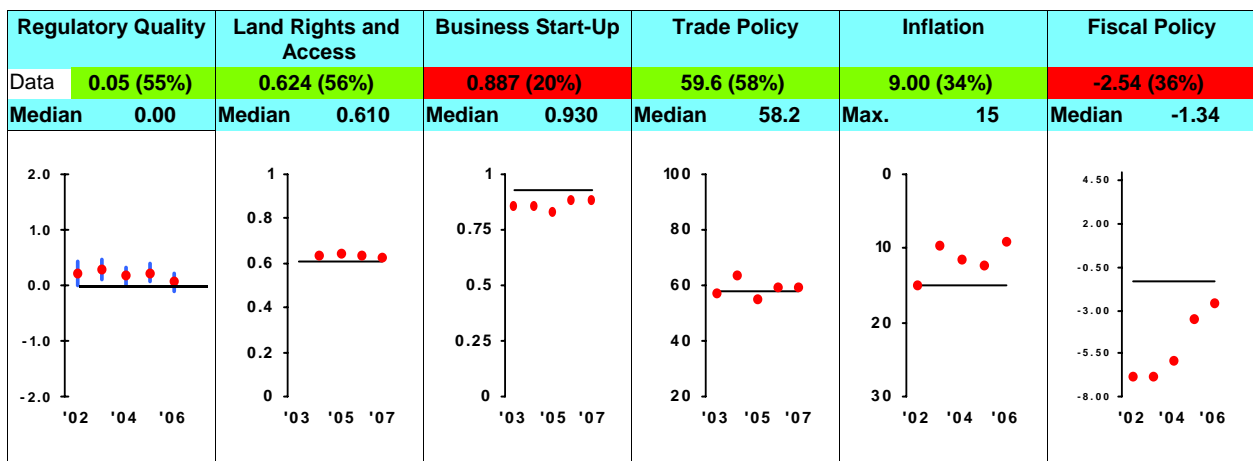 Regulatory Quality
Land Rights and
Access
Business Start-Up
Trade Policy
Inflation
Fiscal Policy
Data 0.05 (55%)
0.624 (56%)
0.887 (20%)
59.6 (58%)
9.00 (34%)
-2.54 (36%)
Median 0.00
Median 0.610
Median 0.930
Median 58.2
Max. 15
Median -1.34
2.0
1.0
0.0
-1.0
-2.0
'02 '04 '06
1
0.8
0.6
0.4
0.2
0
'03 '05 '07
1
0.75
0.5
0.25
0
'03 '05 '07
100
80
60
40
20
'03 '05 '07
0
10
20
30
'02 '04 '06
4.50
2.00
-0.50
-3.00
-5.50
-8.00
'02 '04 '06